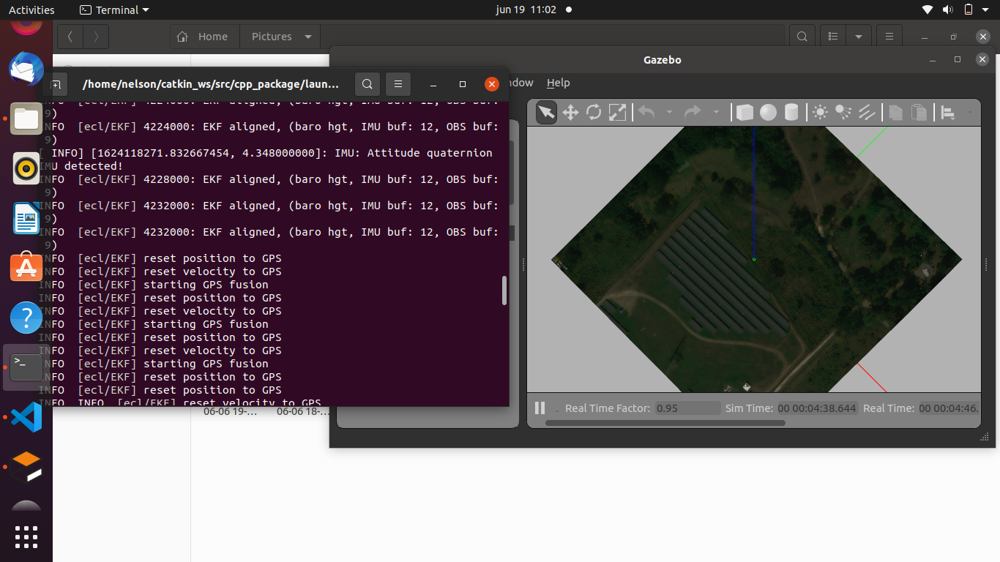 Activities
Terminal
jun 19 11:02
Home
Pictures
Gazebo
/home/nelson/catkin_ws/src/cpp_package/laun...
ndow
Help
NFO [ecl/EKF] 4224000: EKF aligned, (baro hgt, IMU buf: 12, OBS buf:
9)
INFO [ecl/EKF] 4224000: EKF aligned, (baro hgt, IMU buf: 12, OBS buf:
9)
[ INFO] [1624118271.832667454, 4.348000000]: IMU: Attitude quaternion
IMU detected!
INFO [ecl/EKF] 4228000: EKF aligned, (baro hgt, IMU buf: 12, OBS buf:
9)
INFO [ecl/EKF] 4232000: EKF aligned, (baro hgt, IMU buf: 12, OBS buf:
9)
INFO [ecl/EKF] 4232000: EKF aligned, (baro hgt, IMU buf: 12, OBS buf:
9)
INFO [ecl/EKF] reset position to GPS
INFO [ecl/EKF] reset velocity to GPS
INFO [ecl/EKF] starting GPS fusion
INFO [ecl/EKF] reset position to GPS
INFO [ecl/EKF] reset velocity to GPS
INFO [ecl/EKF] starting GPS fusion
INFO [ecl/EKF] reset position to GPS
INFO [ecl/EKF] reset velocity to GPS
INFO [ecl/EKF] starting GPS fusion
INFO [ecl/EKF] reset position to GPS
INFO [ecl/EKF] reset position to GPS
INFO INFO [ecl/EKF] reset velocity to GPS
06-06 19-...
06-06 18-...
Real Time Factor: 0.95
Sim Time: 00 00:04:38.644
Real Time: 00 00:04:46.